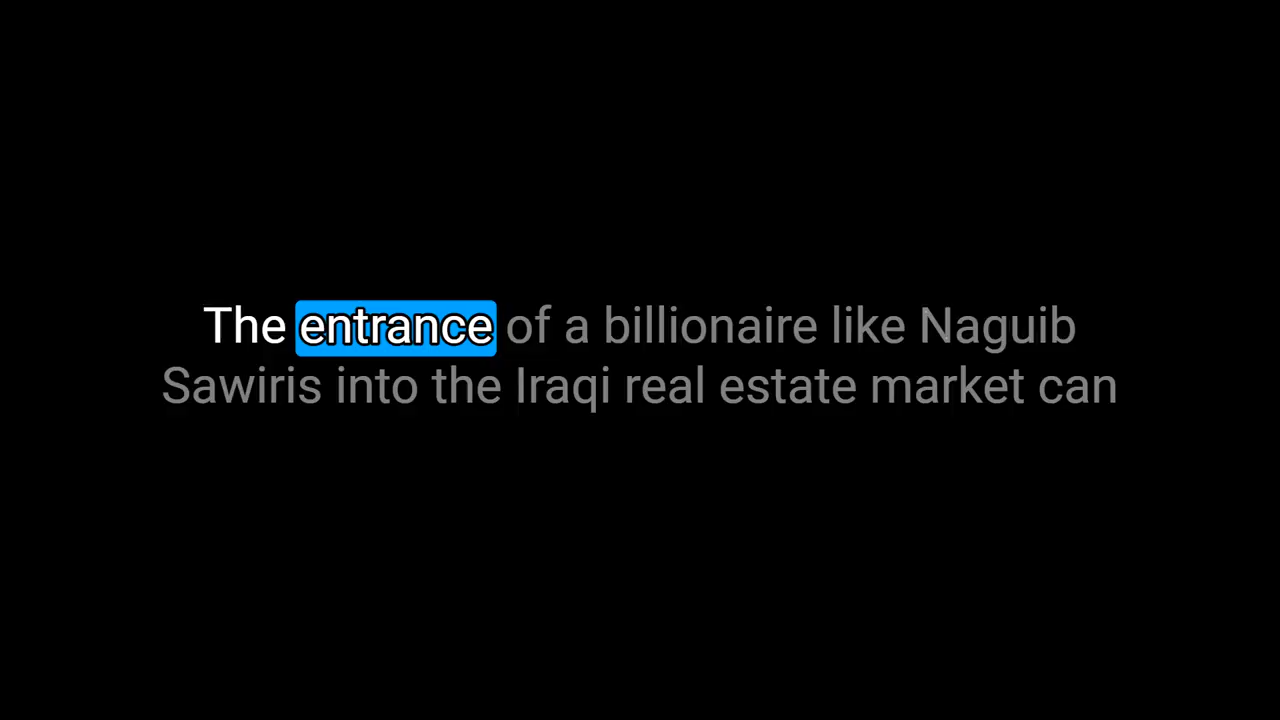 The entrance of a billionaire like Naguib
Sawiris into the Iraqi real estate market can